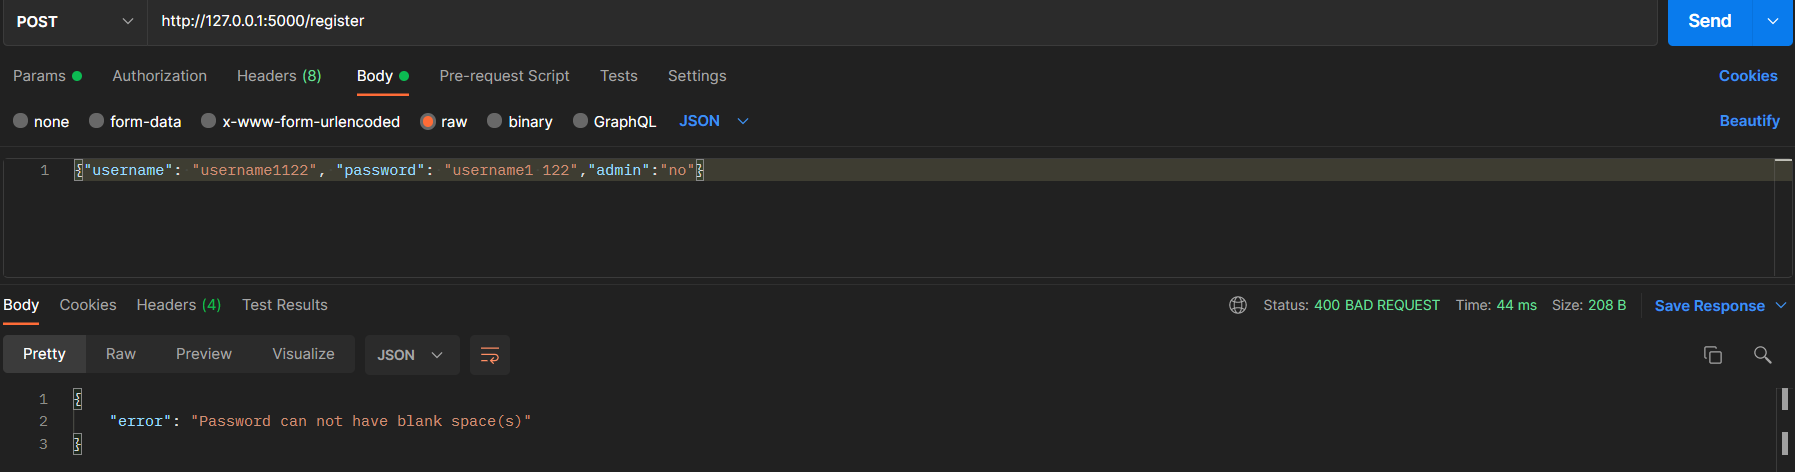 POST http://127.0.0.1:5000/register Send
Params Authorization Headers (8) Body Pre-request Script Tests Settings Cookies
none form-data x-www-form-urlencoded raw binary GraphQL JSON Beautify
1 {"username": "username1122", "password": "username1 122","admin":"no"}
Body Cookies Headers (4) Test Results Status: 400 BAD REQUEST Time: 44 ms Size: 208 B Save Response
Pretty Raw Preview Visualize JSON
1 {
2 "error": "Password can not have blank space(s)"
3 }